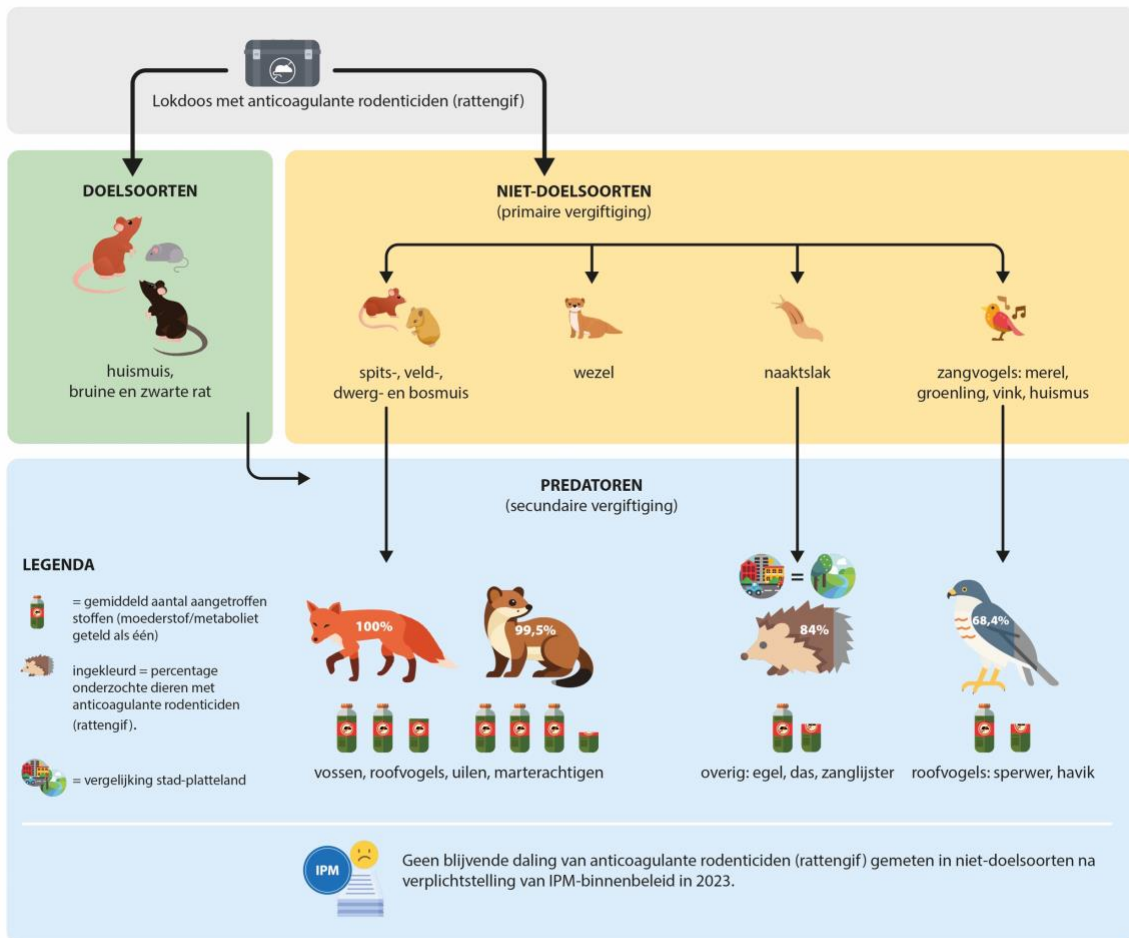 Lokdoos met anticoagulante rodenticiden (rattengif)
DOELSOORTEN
huismuis,
bruine en zwarte rat
NIET-DOELSOORTEN
(primaire vergiftiging)
spits-, veld-,
dwerg- en bosmuis
wezel
naaktslak
zangvogels: merel,
groenling, vink, huismus
PREDATOREN
(secundaire vergiftiging)
LEGENDA
= gemiddeld aantal aangetroffen
stoffen (moederstof/metaboliet
geteld als één)
ingekleurd = percentage
onderzochte dieren met
anticoagulante rodenticiden
(rattengif).
= vergelijking stad-platteland
100%
99,5%
=
84%
68,4%
vossen, roofvogels, uilen, marterachtigen
overig: egel, das, zanglijster
roofvogels: sperwer, havik
IPM
Geen blijvende daling van anticoagulante rodenticiden (rattengif) gemeten in niet-doelsoorten na
verplichtstelling van IPM-binnenbeleid in 2023.